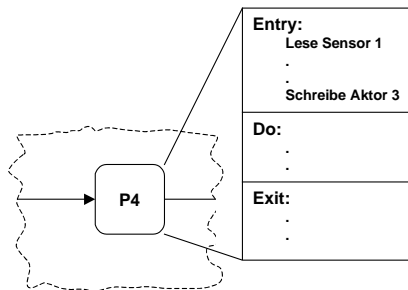 Entry:
Lese Sensor 1
.
.
Schreibe Aktor 3
Do:
.
.
Exit:
.
.
P4